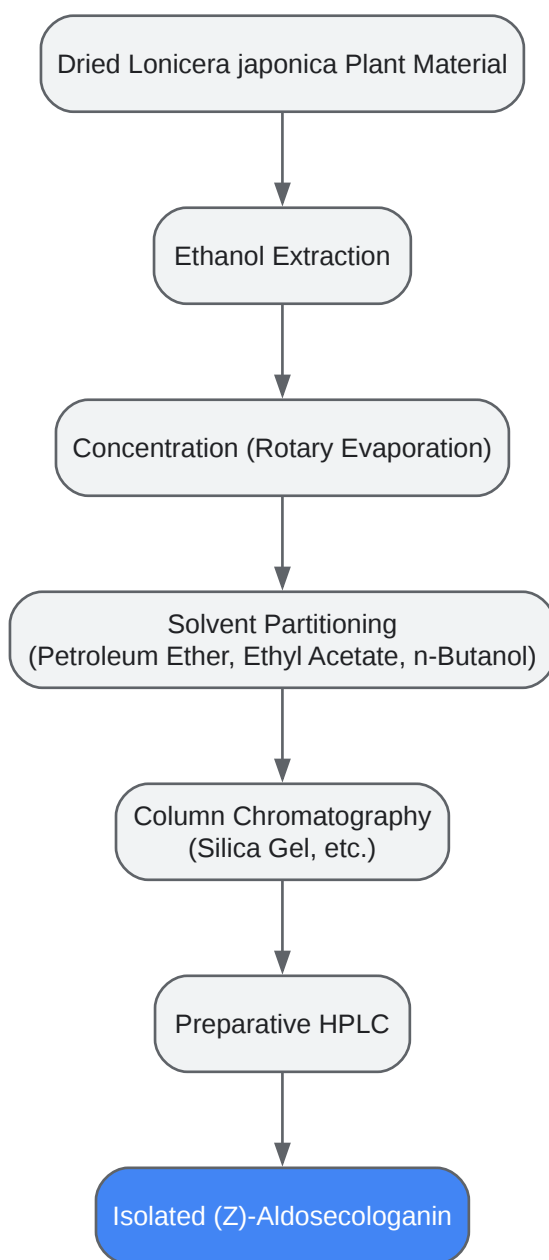 Dried Lonicera japonica Plant Material
Ethanol Extraction
Concentration (Rotary Evaporation)
Solvent Partitioning
(Petroleum Ether, Ethyl Acetate, n-Butanol)
Column Chromatography
(Silica Gel, etc.)
Preparative HPLC
Isolated (Z)-Aldosecologanin